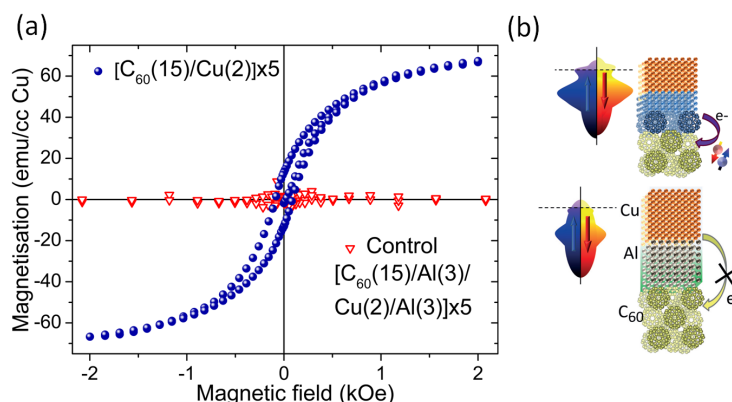 (a)
(b)
[C60(15)/Cu(2)]x5
Magnetisation (emu/cc Cu)
60
40
20
0
-20
-40
-60
Control
[C60(15)/Al(3)/
Cu(2)/Al(3)]x5
-2
-1
0
1
2
Magnetic field (kOe)
e-
Cu
Al
C60
e